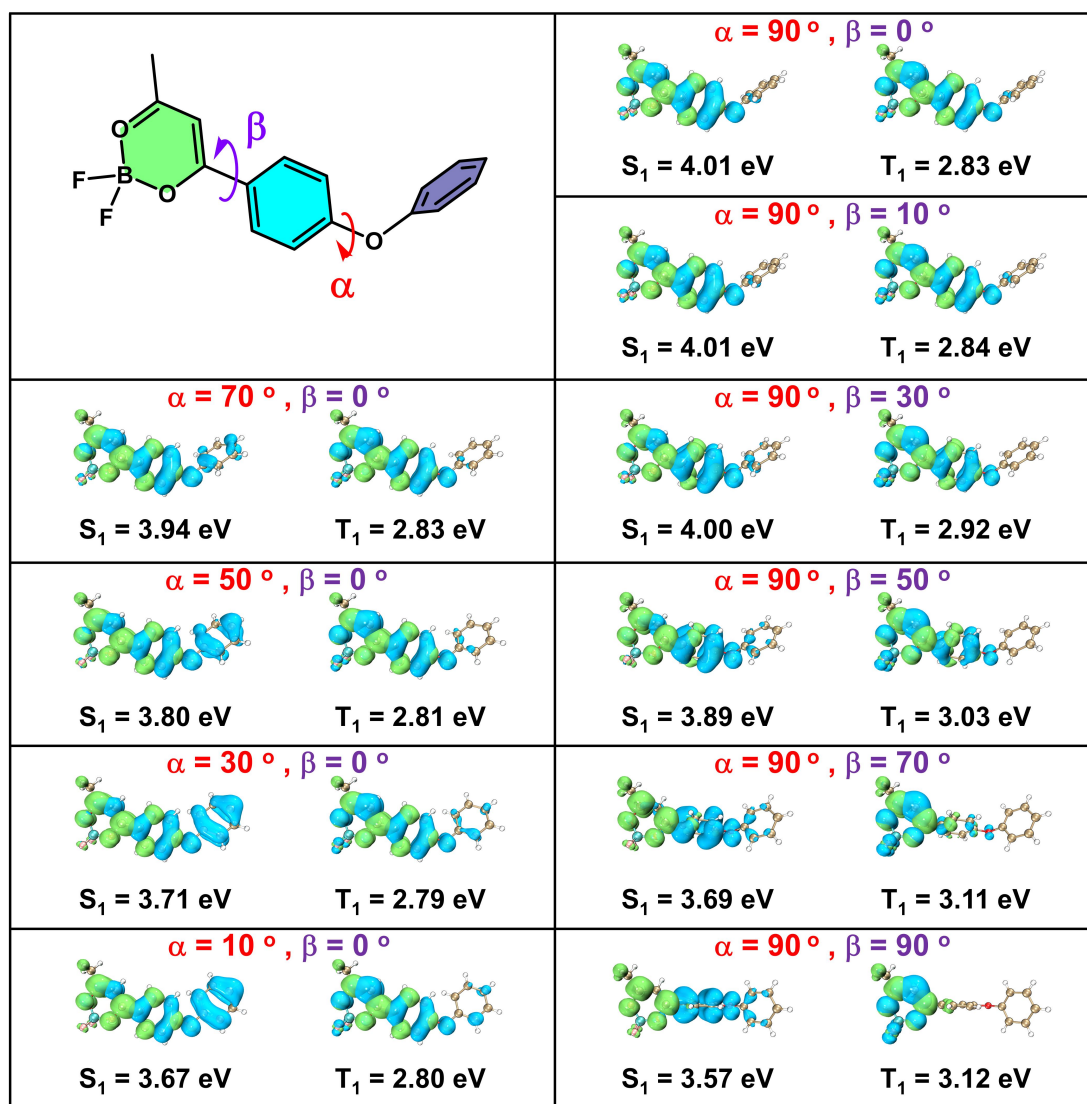 α = 90 o , β = 0 o
S1 = 4.01 eV T1 = 2.83 eV
β
O
F B O
F
O
α
α = 90 o , β = 10 o
S1 = 4.01 eV T1 = 2.84 eV
α = 70 o , β = 0 o
S1 = 3.94 eV T1 = 2.83 eV
α = 90 o , β = 30 o
S1 = 4.00 eV T1 = 2.92 eV
α = 50 o , β = 0 o
S1 = 3.80 eV T1 = 2.81 eV
α = 90 o , β = 50 o
S1 = 3.89 eV T1 = 3.03 eV
α = 30 o , β = 0 o
S1 = 3.71 eV T1 = 2.79 eV
α = 90 o , β = 70 o
S1 = 3.69 eV T1 = 3.11 eV
α = 10 o , β = 0 o
S1 = 3.67 eV T1 = 2.80 eV
α = 90 o , β = 90 o
S1 = 3.57 eV T1 = 3.12 eV